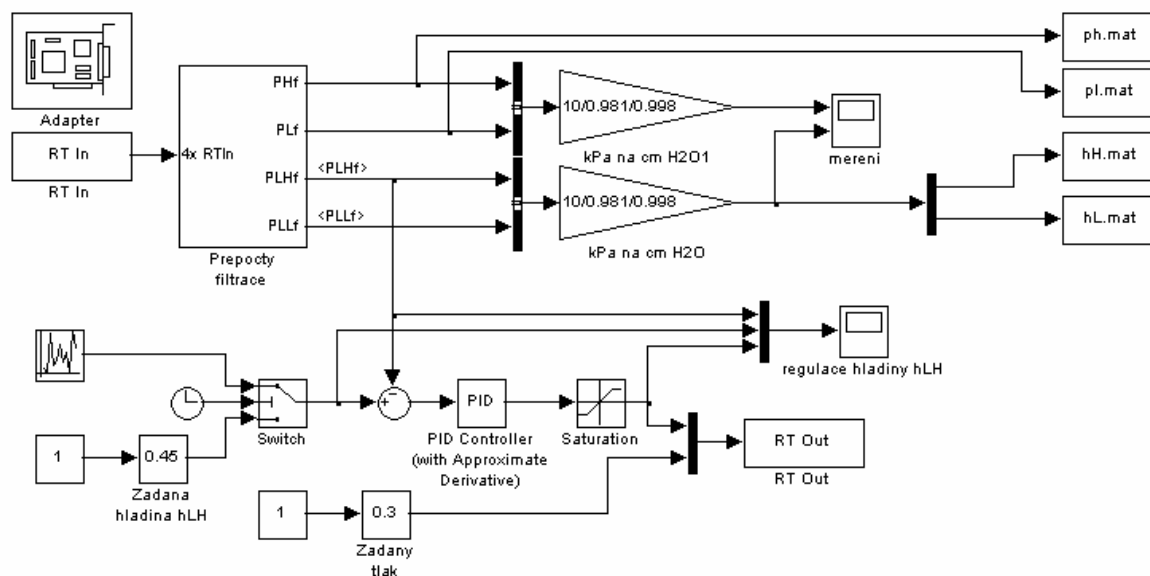 ph.mat
pl.mat
hH.mat
hL.mat
Adapter
RT In
RT In
4x RTIn
PHf
PLf
PLHf
PLLf
<PLHf>
<PLLf>
Prepocty
filtrace
10/0.981/0.998
kPa na cm H2O1
10/0.981/0.998
kPa na cm H2O
mereni
regulace hladiny hLH
Switch
PID
PID Controller
(with Approximate
Derivative)
Saturation
RT Out
RT Out
1
0.45
Zadana
hladina hLH
1
0.3
Zadany
tlak